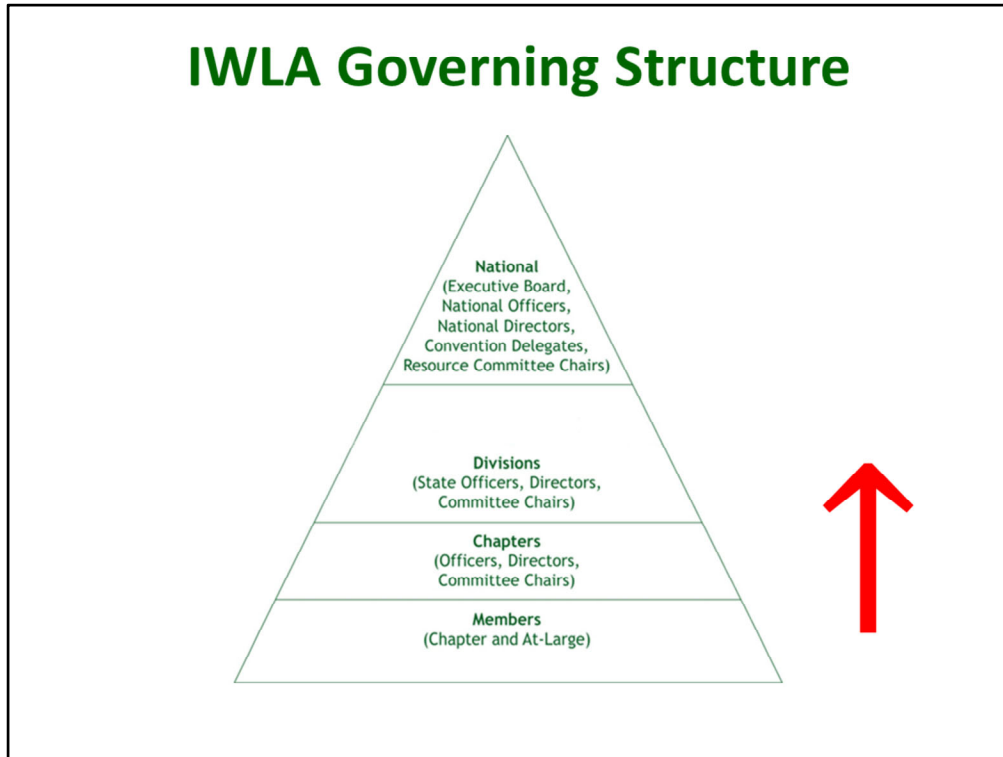 IWLA Governing Structure
National
(Executive Board,
National Officers,
National Directors,
Convention Delegates,
Resource Committee Chairs)
Divisions
(State Officers, Directors,
Committee Chairs)
Chapters
(Officers, Directors,
Committee Chairs)
Members
(Chapter and At-Large)